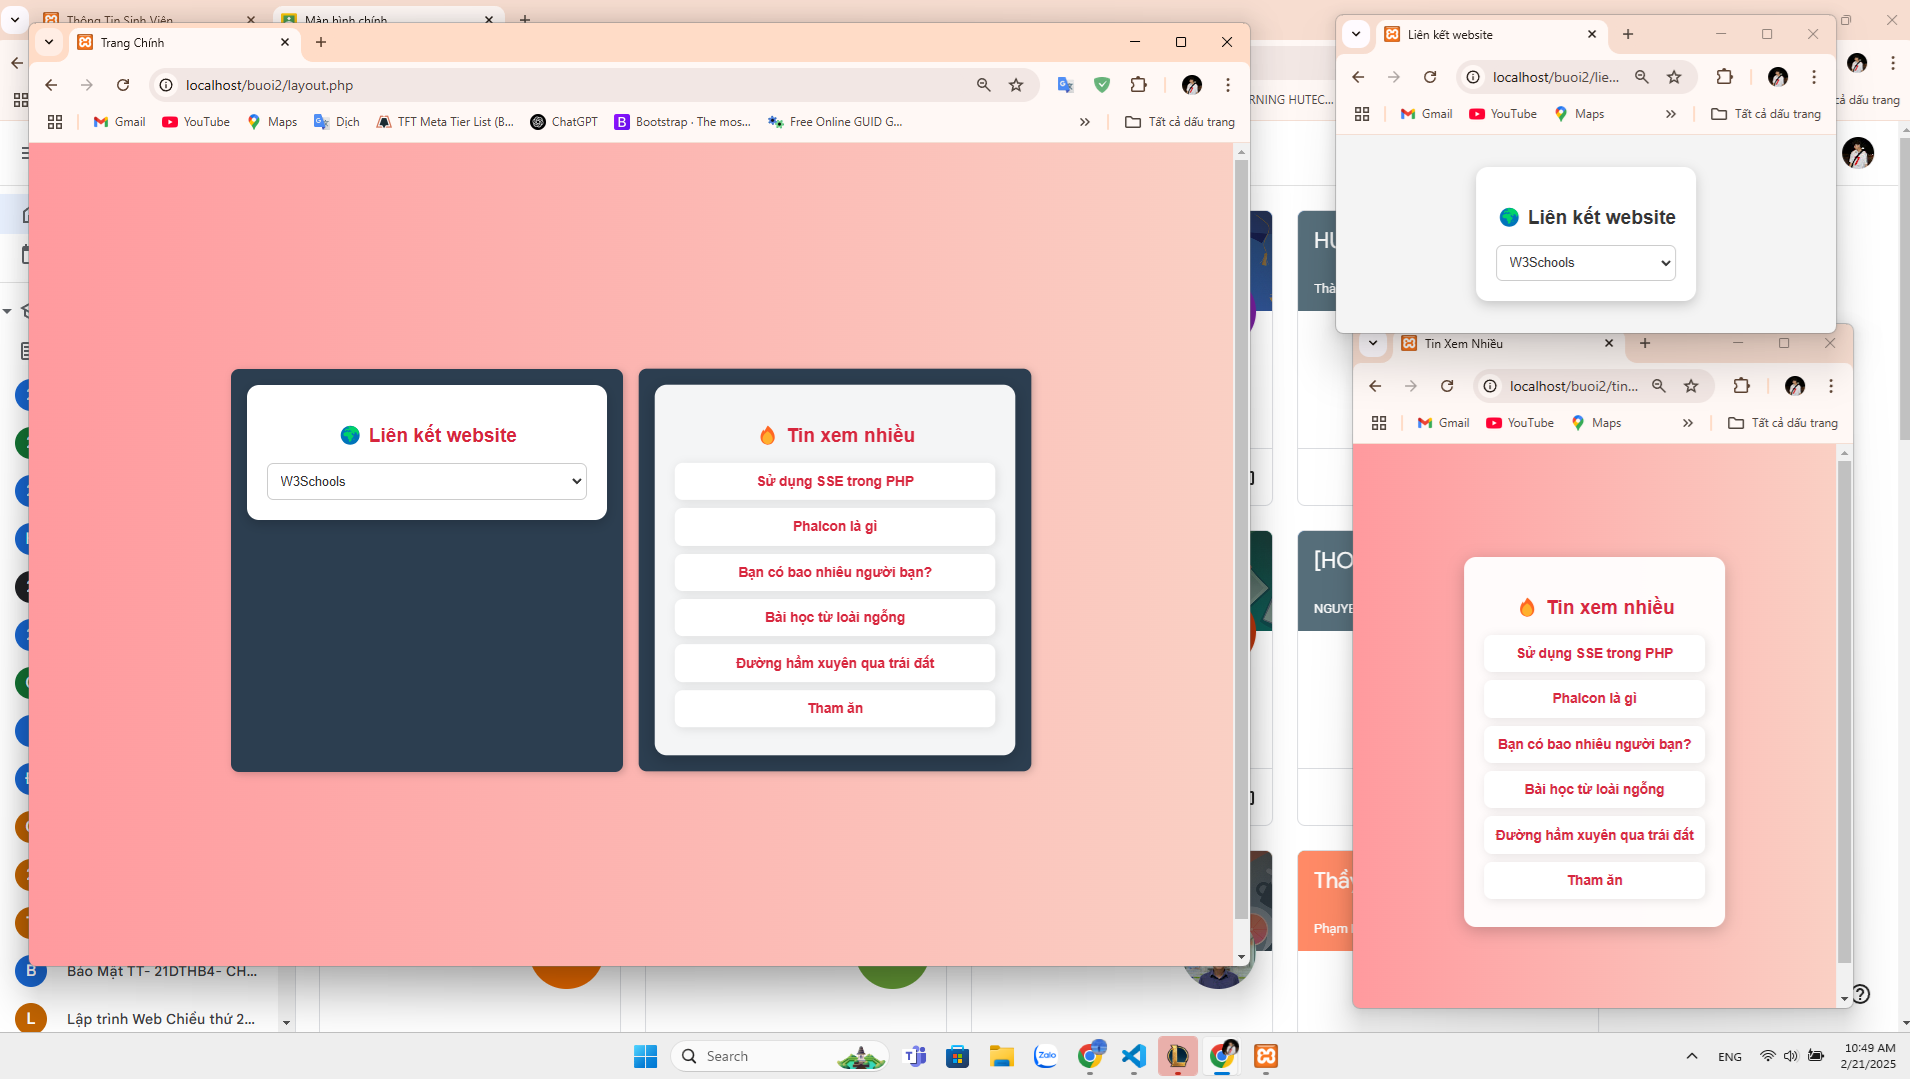 Thông Tin Sinh Viên
Màn hình chính
Trang Chính
localhost/buoi2/layout.php
Gmail
YouTube
Maps
Dịch
TFT Meta Tier List (B...
ChatGPT
Bootstrap · The mos...
Free Online GUID G...
»
Tất cả dấu trang
🌍 Liên kết website
W3Schools
🔥 Tin xem nhiều
Sử dụng SSE trong PHP
Phalcon là gì
Bạn có bao nhiêu người bạn?
Bài học từ loài ngỗng
Đường hầm xuyên qua trái đất
Tham ăn
Liên kết website
localhost/buoi2/lie...
Gmail
YouTube
Maps
»
Tất cả dấu trang
🌍 Liên kết website
W3Schools
Tin Xem Nhiều
localhost/buoi2/tin...
Gmail
YouTube
Maps
»
Tất cả dấu trang
🔥 Tin xem nhiều
Sử dụng SSE trong PHP
Phalcon là gì
Bạn có bao nhiêu người bạn?
Bài học từ loài ngỗng
Đường hầm xuyên qua trái đất
Tham ăn
RNING HUTEC...
cả dấu trang
HU
Thà
[HO
NGUYE
Thầy
Phạm
B
Bảo Mật TT- 21DTHB4- CH...
L
Lập trình Web Chiều thứ 2...
Search
Zalo
ENG
10:49 AM
2/21/2025